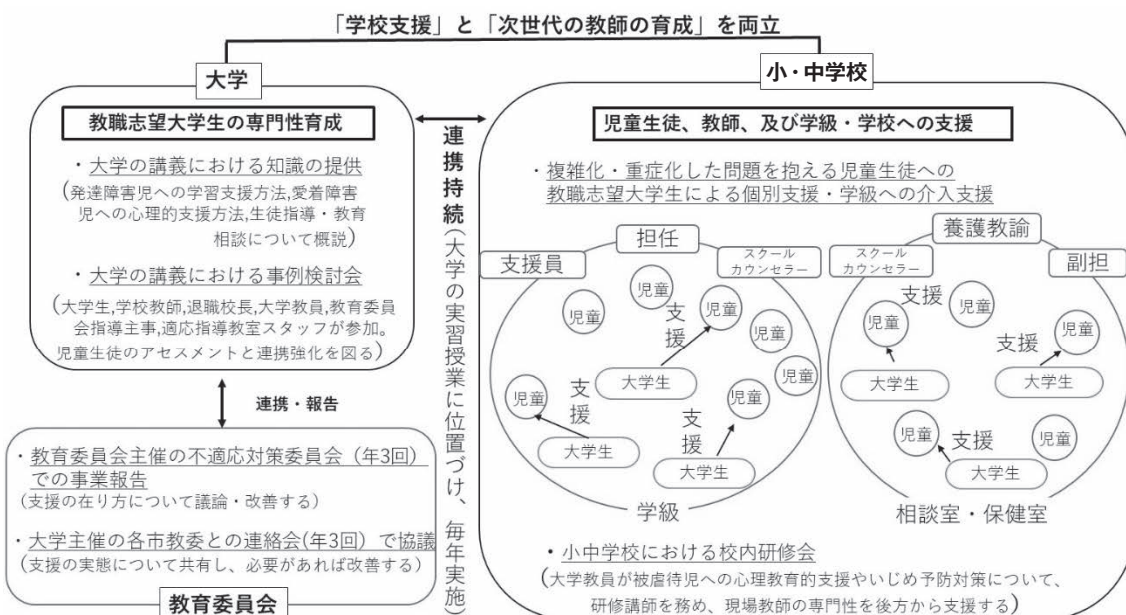 「学校支援」と「次世代の教師の育成」を両立
大学
教職志望大学生の専門性育成
・大学の講義における知識の提供
(発達障害児への学習支援方法,愛着障害
児への心理的支援方法,生徒指導・教育
相談について概説)
・大学の講義における事例検討会
(大学生,学校教師,退職校長,大学教員,教育委員
会指導主事,適応指導教室スタッフが参加。
児童生徒のアセスメントと連携強化を図る)
連携・報告
・教育委員会主催の不適応対策委員会（年3回）
での事業報告
(支援の在り方について議論・改善する)
・大学主催の各市教委との連絡会(年3回）で協議
(支援の実態について共有し、必要があれば改善する)
教育委員会
連携持続(大学の実習授業に位置づけ、毎年実施)
小・中学校
児童生徒、教師、及び学級・学校への支援
・複雑化・重症化した問題を抱える児童生徒への
教職志望大学生による個別支援・学級への介入支援
支援員
担任
スクール
カウンセラー
児童
児童
児童
児童
児童
児童
児童
支援
支援
支援
大学生
大学生
大学生
学級
スクール
カウンセラー
養護教諭
副担
児童
児童
児童
児童
児童
支援
支援
支援
大学生
大学生
大学生
相談室・保健室
・小中学校における校内研修会
(大学教員が被虐待児への心理教育的支援やいじめ予防対策について、
研修講師を務め、現場教師の専門性を後方から支援する)